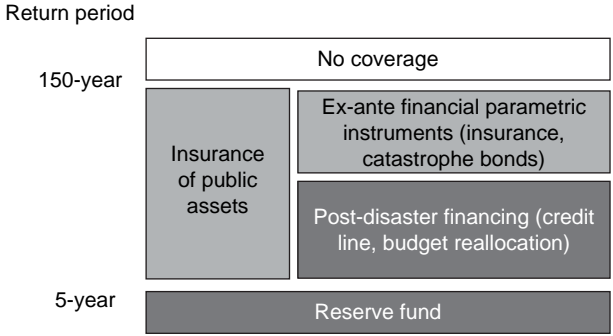 Return period
No coverage
150-year
Ex-ante financial parametric
instruments (insurance,
catastrophe bonds)
Insurance
of public
assets
Post-disaster financing (credit
line, budget reallocation)
5-year
Reserve fund